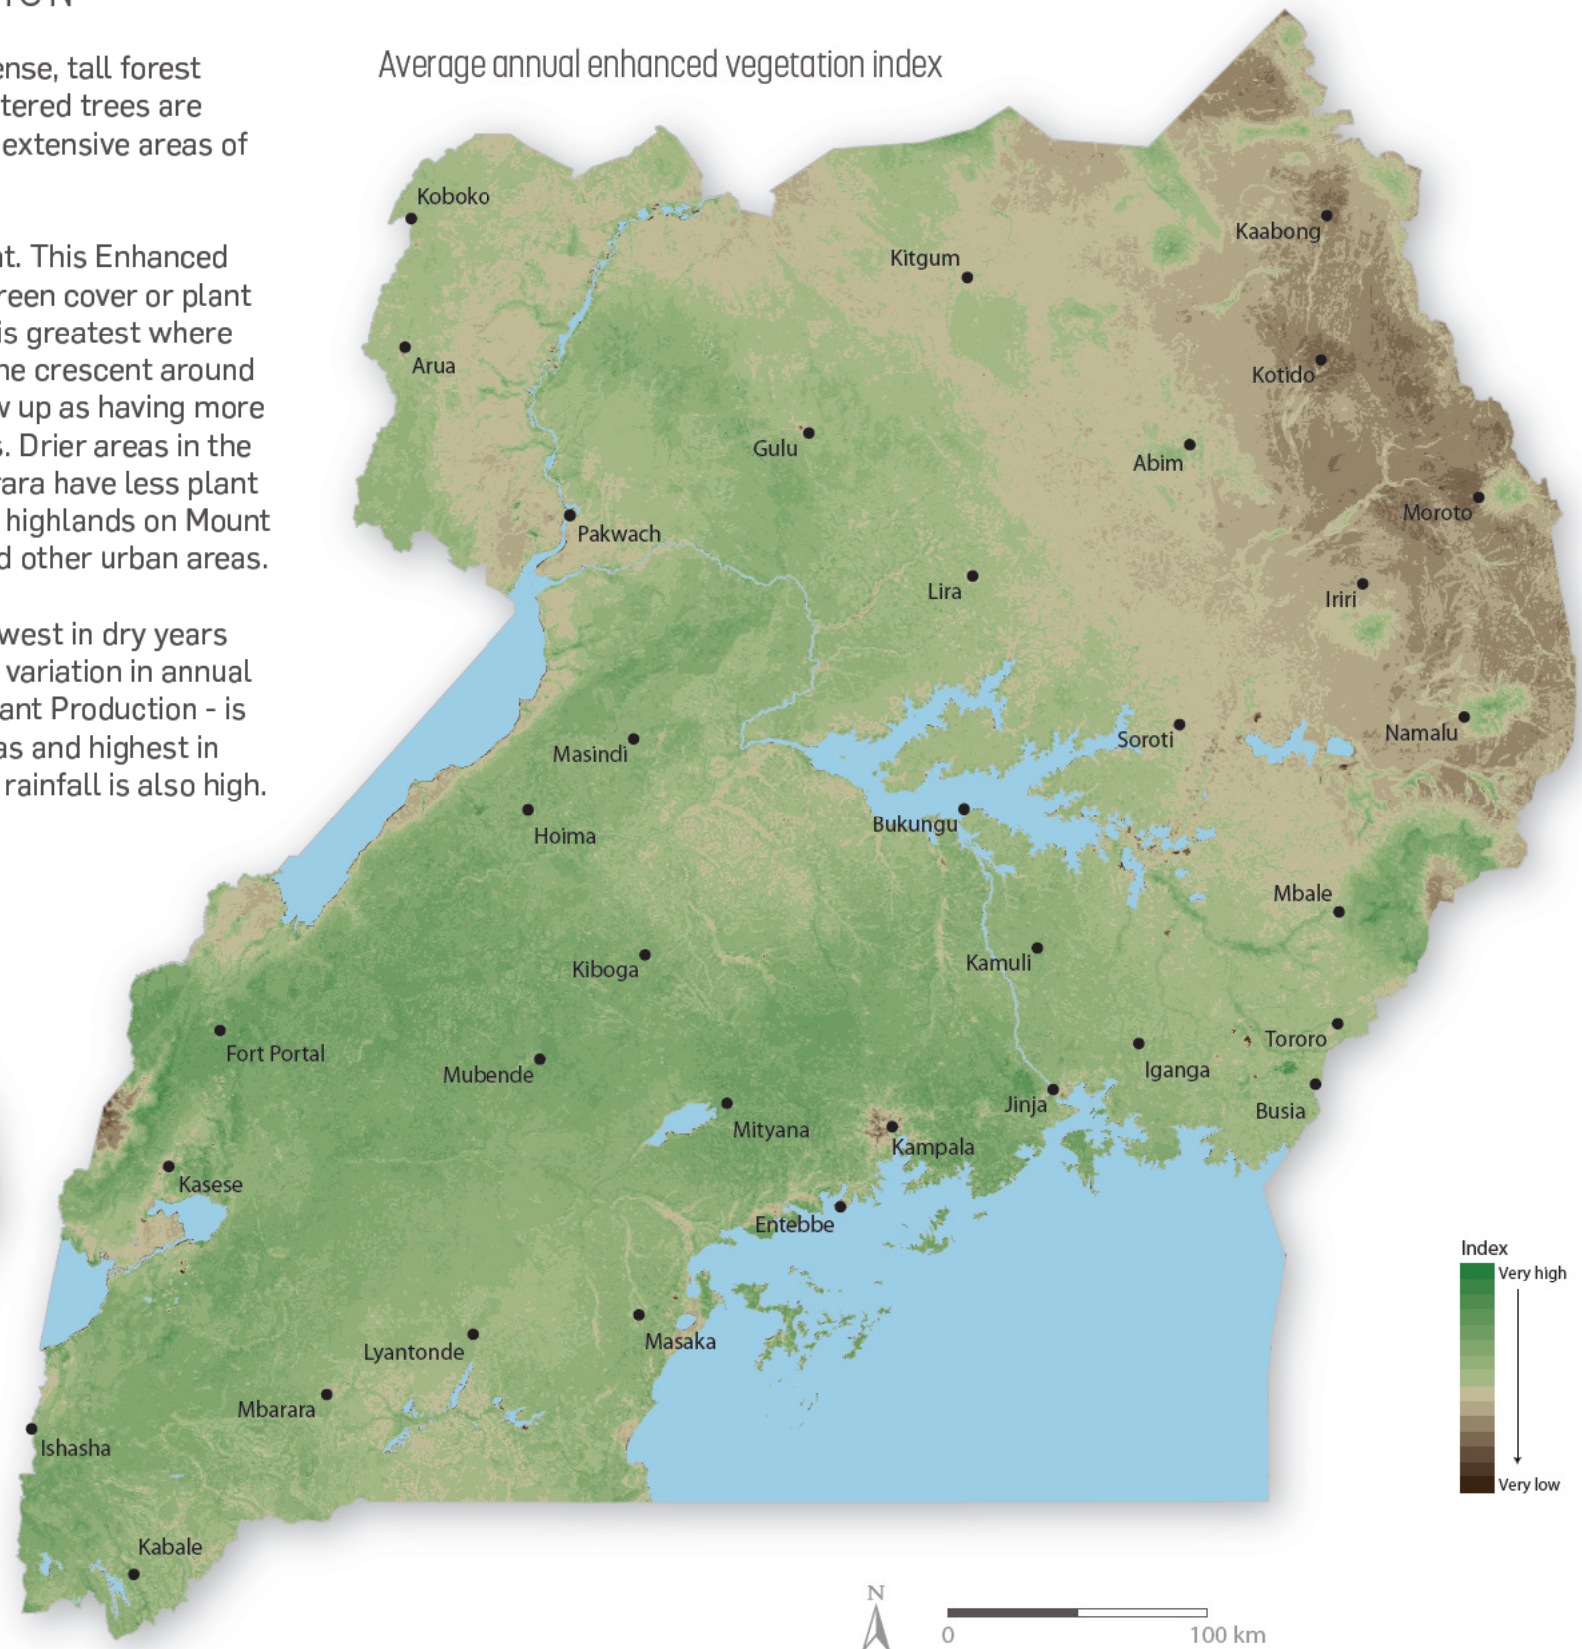 ense, tall forest
tered trees are
extensive areas of
nt. This Enhanced
reen cover or plant
is greatest where
he crescent around
w up as having more
s. Drier areas in the
rara have less plant
highlands on Mount
d other urban areas.
west in dry years
variation in annual
ant Production - is
as and highest in
rainfall is also high.
Average annual enhanced vegetation index
Koboko
Kaabong
Kitgum
Arua
Kotido
Gulu
Abim
Moroto
Pakwach
Lira
Iriri
Soroti
Namalu
Masindi
Bukungu
Hoima
Mbale
Kiboga
Kamuli
Tororo
Fort Portal
Iganga
Mubende
Jinja
Busia
Mityana
Kampala
Kasese
Entebbe
Index
Very high
Masaka
Lyantonde
Mbarara
Ishasha
Very low
Kabale
N
0 100 km